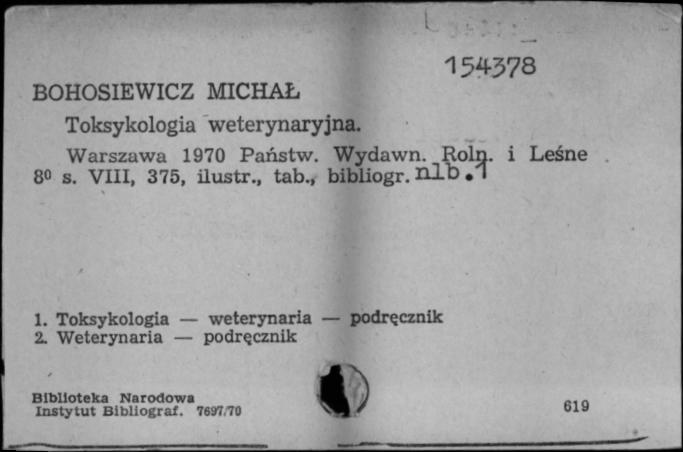 154378
BOHOSIEWICZ MICHAŁ
Toksykologia weterynaryjna.
Warszawa 1970 Państw. Wydawn. Roln. i Leśne
8⁰ s. VIII, 375, ilustr., tab., bibliogr. nlb.1
1. Toksykologia — weterynaria — podręcznik
2. Weterynaria — podręcznik
Biblioteka Narodowa
Instytut Bibliograf. 7697/70
619